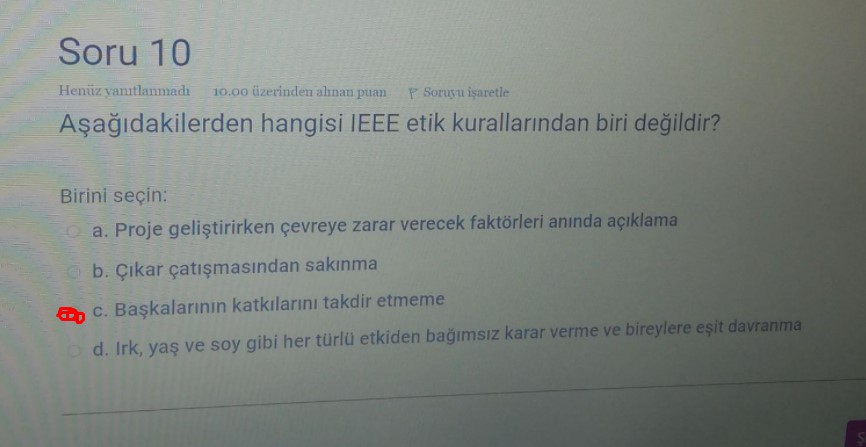 Soru 10
Henüz yanıtlanmadı 10.00 üzerinden alınan puan Soruyu işaretle
Aşağıdakilerden hangisi IEEE etik kurallarından biri değildir?
Birini seçin:
a. Proje geliştirirken çevreye zarar verecek faktörleri anında açıklama
b. Çıkar çatışmasından sakınma
c. Başkalarının katkılarını takdir etmeme
d. Irk, yaş ve soy gibi her türlü etkiden bağımsız karar verme ve bireylere eşit davranma